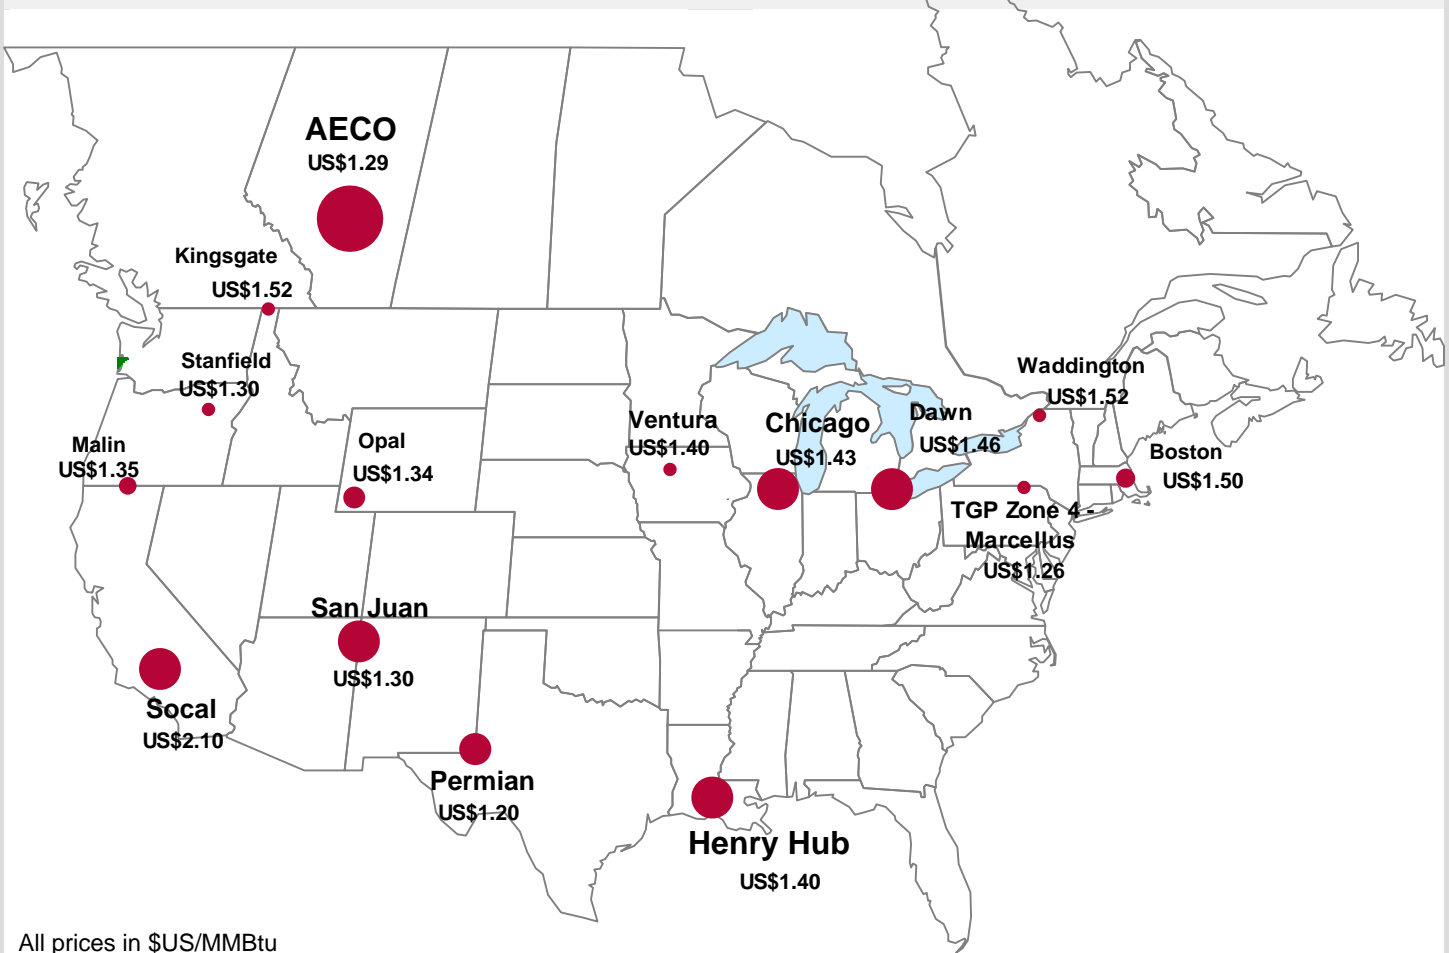 AECO
US$1.29
Kingsgate
US$1.52
Stanfield
US$1.30
Malin
US$1.35
Opal
US$1.34
Ventura
US$1.40
Chicago
US$1.43
Dawn
US$1.46
Waddington
US$1.52
Boston
US$1.50
TGP Zone 4 -
Marcellus
US$1.26
San Juan
US$1.30
Socal
US$2.10
Permian
US$1.20
Henry Hub
US$1.40
All prices in $US/MMBtu